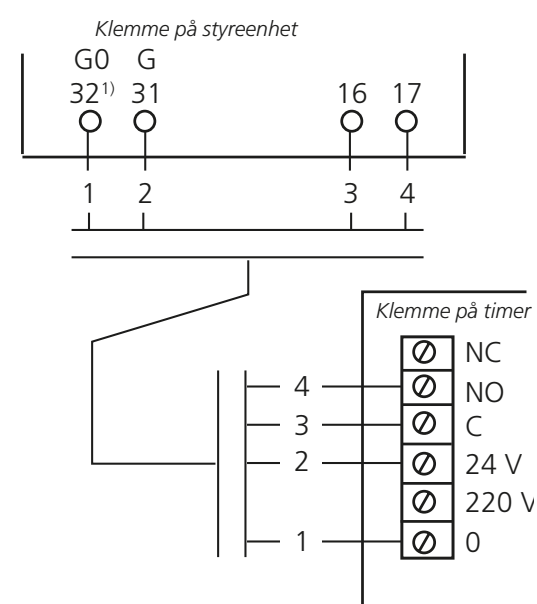 Klemme på styreenhet
G0 G
32¹⁾ 31 16 17
1 2 3 4
Klemme på timer
NC
4 NO
3 C
2 24 V
220 V
1 0